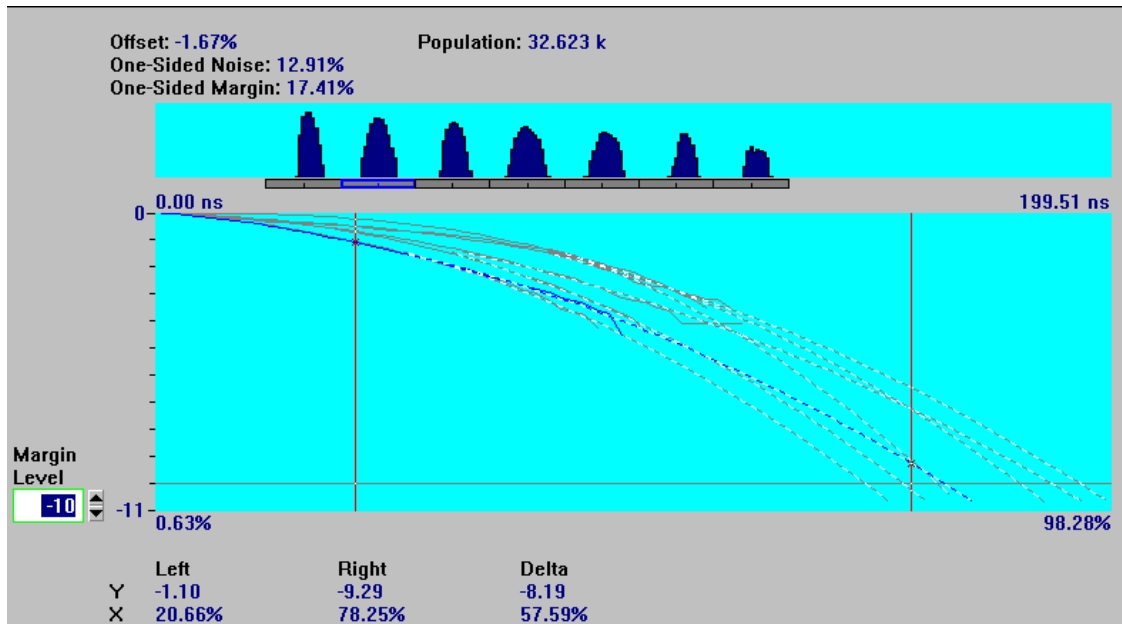 Offset: -1.67% Population: 32.623 k
One-Sided Noise: 12.91%
One-Sided Margin: 17.41%
0.00 ns 199.51 ns
0
Margin
Level
-10
-11
0.63% 98.28%
Left Right Delta
Y -1.10 -9.29 -8.19
X 20.66% 78.25% 57.59%